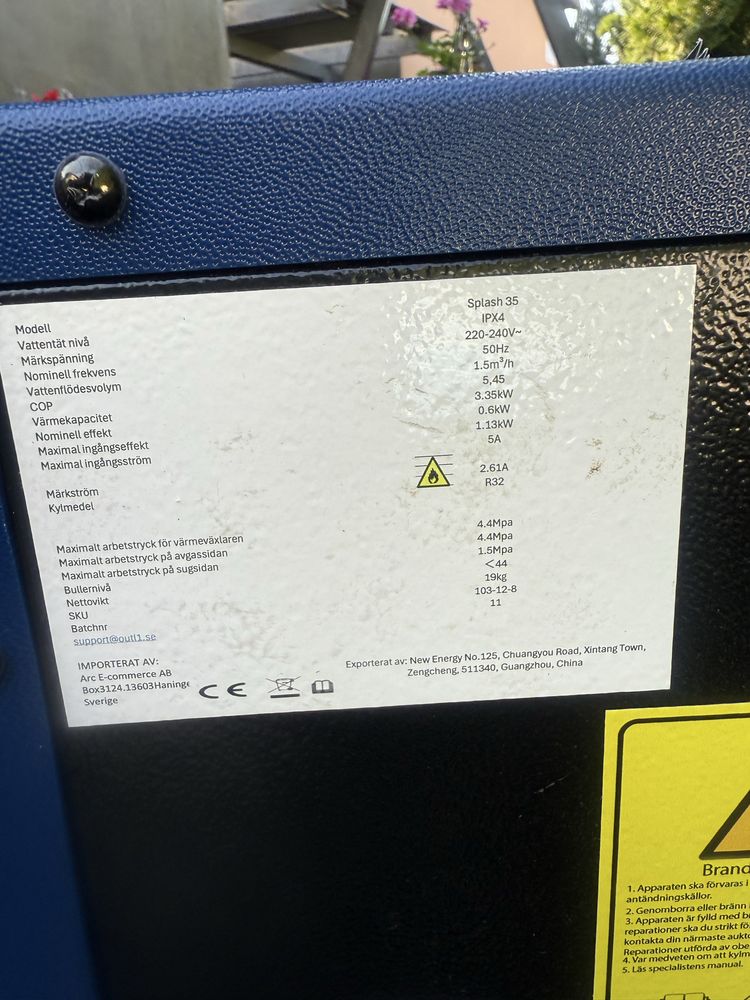 Modell Splash 35
Vattentät nivå IPX4
Märkspänning 220-240V~
Nominell frekvens 50Hz
Vattenflödesvolym 1.5m³/h
COP 5,45
Värmekapacitet 3.35kW
Nominell effekt 0.6kW
Maximal ingångseffekt 1.13kW
Maximal ingångsström 5A
Märkström 2.61A
Kylmedel R32
Maximalt arbetstryck för värmeväxlaren 4.4Mpa
Maximalt arbetstryck på avgassidan 4.4Mpa
Maximalt arbetstryck på sugsidan 1.5Mpa
Bullernivå <44
Nettovikt 19kg
SKU 103-12-8
Batchnr 11
support@outl1.se
IMPORTERAT AV:
Arc E-commerce AB
Box3124.13603Haninge
Sverige
CE
Exporterat av: New Energy No.125, Chuangyou Road, Xintang Town,
Zengcheng, 511340, Guangzhou, China
Brand
1. Apparaten ska förvaras i
antändningskällor.
2. Genomborra eller bränn
3. Apparaten är fylld med
reparationer ska du strikt
kontakta din närmaste
Reparationer utförda av
4. Var medveten om att
5. Läs specialistens manual.